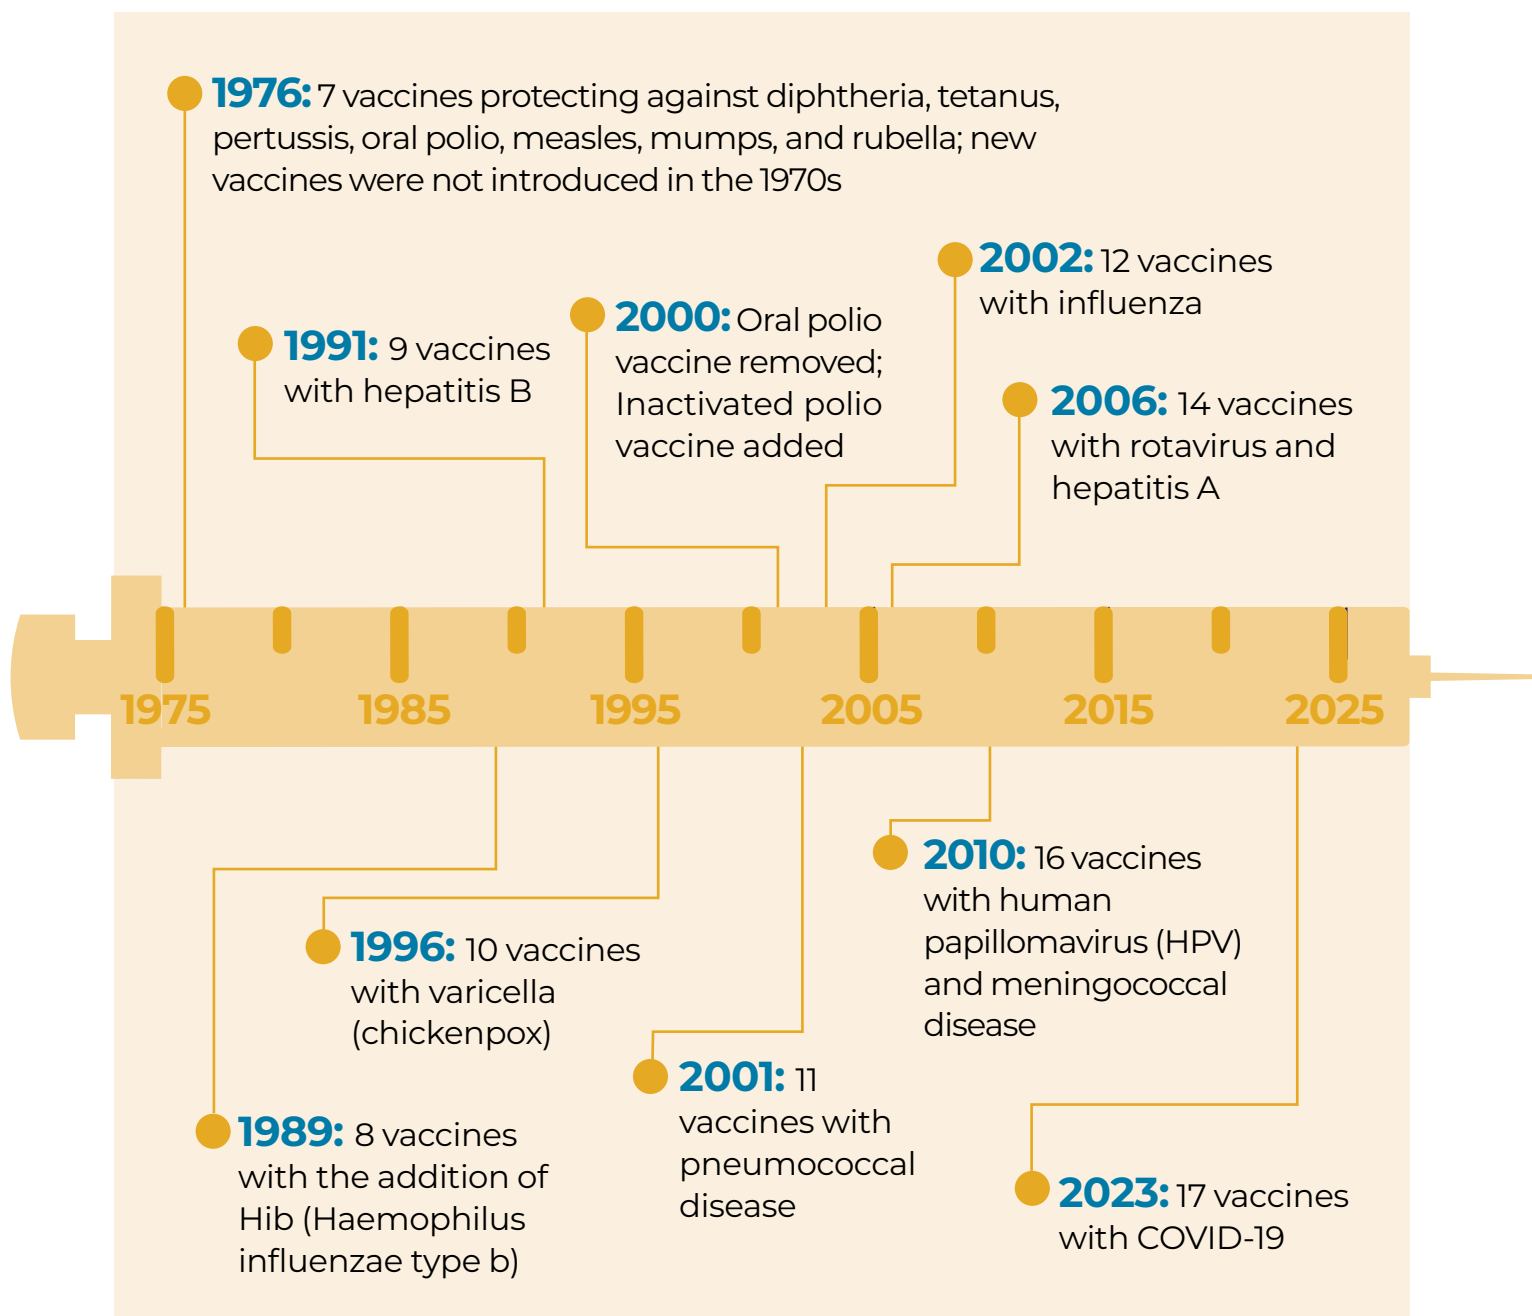 1976: 7 vaccines protecting against diphtheria, tetanus,
pertussis, oral polio, measles, mumps, and rubella; new
vaccines were not introduced in the 1970s
1991: 9 vaccines
with hepatitis B
2000: Oral polio
vaccine removed;
Inactivated polio
vaccine added
2002: 12 vaccines
with influenza
2006: 14 vaccines
with rotavirus and
hepatitis A
1975
1985
1995
2005
2015
2025
1989: 8 vaccines
with the addition of
Hib (Haemophilus
influenzae type b)
1996: 10 vaccines
with varicella
(chickenpox)
2001: 11
vaccines with
pneumococcal
disease
2010: 16 vaccines
with human
papillomavirus (HPV)
and meningococcal
disease
2023: 17 vaccines
with COVID-19